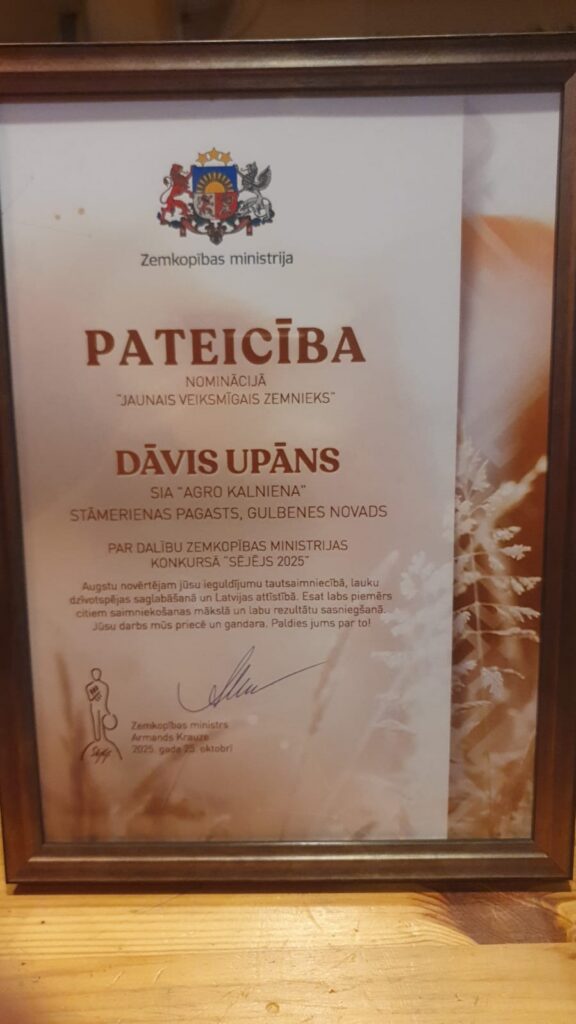 Zemkopības ministrija
PATEICĪBA
NOMINĀCIJĀ
"JAUNAIS VEIKSMĪGAIS ZEMNIEKS"
DĀVIS UPĀNS
SIA "AGRO KALNIENA"
STĀMERIENAS PAGASTS, GULBENES NOVADS
PAR DALĪBU ZEMKOPĪBAS MINISTRIJAS
KONKURSĀ "SĒJĒJS 2025"
Augstu novērtējam jūsu ieguldījumu tautsaimniecībā, lauku
dzīvotspējas saglabāšanā un Latvijas attīstībā. Esat labs piemērs
citiem saimniekošanas mākslā un labu rezultātu sasniegšanā.
Jūsu darbs mūs priecē un gandara. Paldies jums par to!
Zemkopības ministrs
Armands Krauze
2025. gada 25. oktobrī